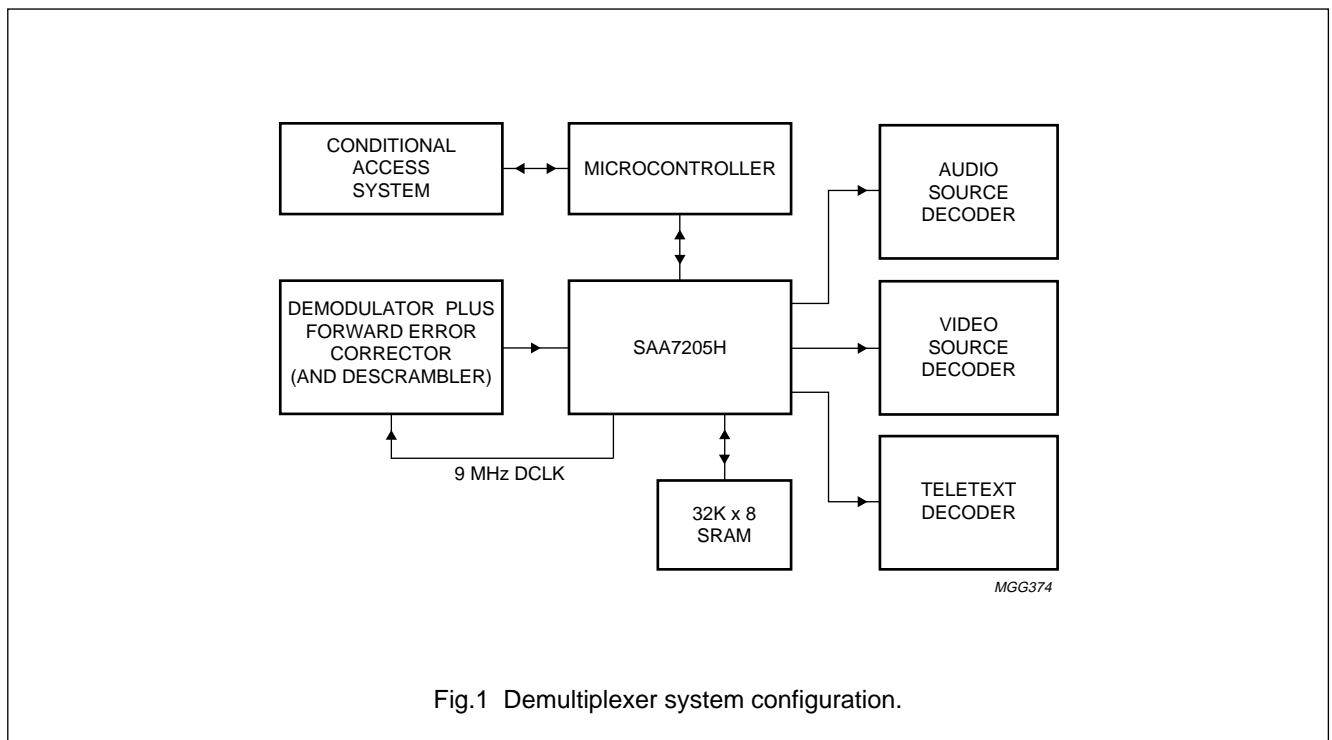 CONDITIONAL
ACCESS
SYSTEM
MICROCONTROLLER
AUDIO
SOURCE
DECODER
DEMODULATOR PLUS
FORWARD ERROR
CORRECTOR
(AND DESCRAMBLER)
SAA7205H
VIDEO
SOURCE
DECODER
9 MHz DCLK
32K x 8
SRAM
TELETEXT
DECODER
MGG374
Fig.1 Demultiplexer system configuration.